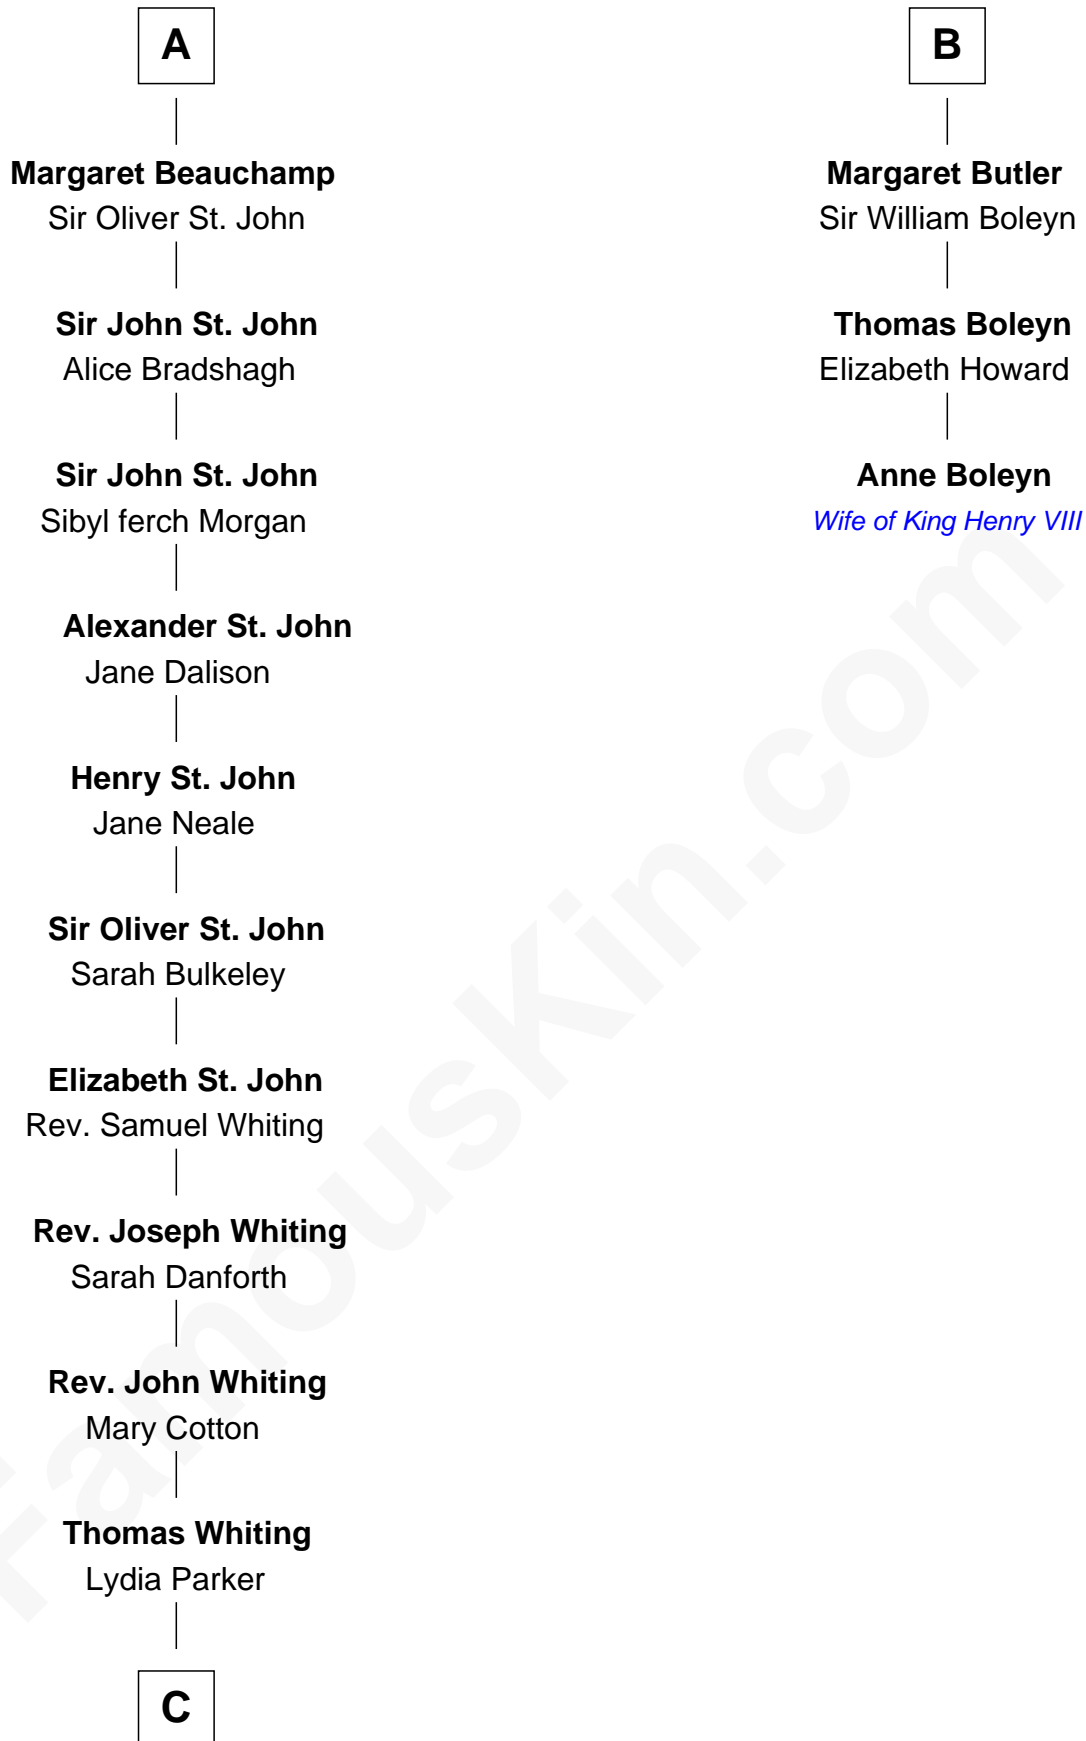 A
Margaret Beauchamp
Sir Oliver St. John
Sir John St. John
Alice Bradshagh
Sir John St. John
Sibyl ferch Morgan
Alexander St. John
Jane Dalison
Henry St. John
Jane Neale
Sir Oliver St. John
Sarah Bulkeley
Elizabeth St. John
Rev. Samuel Whiting
Rev. Joseph Whiting
Sarah Danforth
Rev. John Whiting
Mary Cotton
Thomas Whiting
Lydia Parker
C
B
Margaret Butler
Sir William Boleyn
Thomas Boleyn
Elizabeth Howard
Anne Boleyn
Wife of King Henry VIII
FamousKin.com